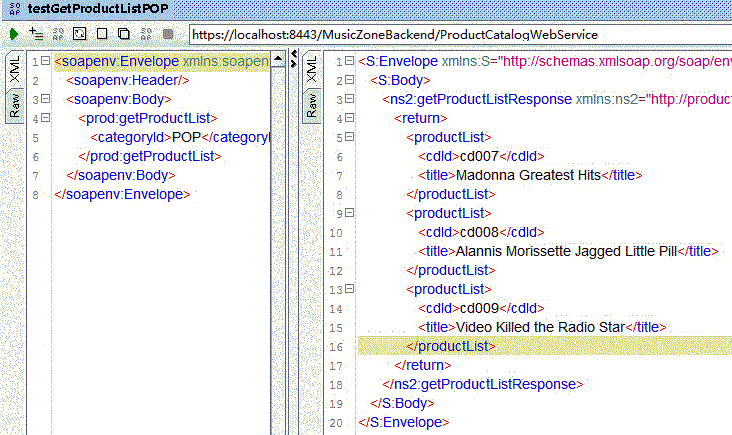 testGetProductListPOP
https://localhost:8443/MusicZoneBackend/ProductCatalogWebService
XML
Raw
1 <soapenv:Envelope xmlns:soapen
2 <soapenv:Header/>
3 <soapenv:Body>
4 <prod:getProductList>
5 <categoryId>POP</categoryI
6 </prod:getProductList>
7 </soapenv:Body>
8 </soapenv:Envelope>
XML
Raw
1 <S:Envelope xmlns:S="http://schemas.xmlsoap.org/soap/env
2 <S:Body>
3 <ns2:getProductListResponse xmlns:ns2="http://product
4 <return>
5 <productList>
6 <cdId>cd007</cdId>
7 <title>Madonna Greatest Hits</title>
8 </productList>
9 <productList>
10 <cdId>cd008</cdId>
11 <title>Alannis Morissette Jagged Little Pill</title>
12 </productList>
13 <productList>
14 <cdId>cd009</cdId>
15 <title>Video Killed the Radio Star</title>
16 </productList>
17 </return>
18 </ns2:getProductListResponse>
19 </S:Body>
20 </S:Envelope>